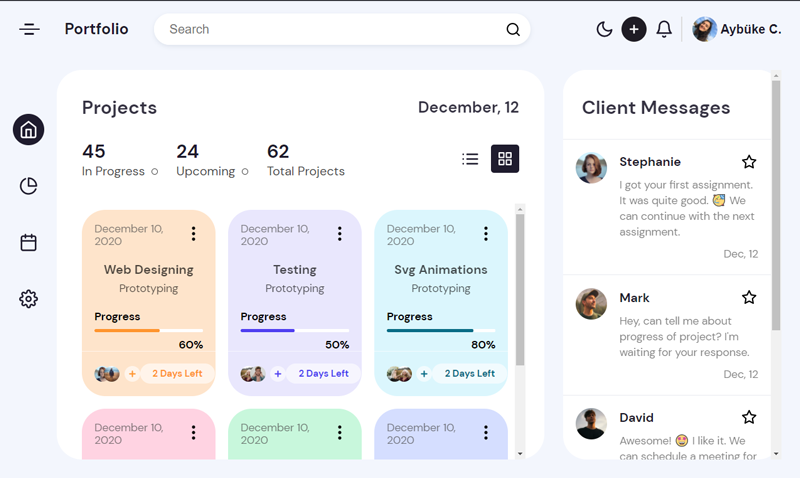 Portfolio
Search
Aybüke C.
Projects
December, 12
45
In Progress
24
Upcoming
62
Total Projects
December 10,
2020
Web Designing
Prototyping
Progress
60%
+
2 Days Left
December 10,
2020
Testing
Prototyping
Progress
50%
+
2 Days Left
December 10,
2020
Svg Animations
Prototyping
Progress
80%
+
2 Days Left
December 10,
2020
December 10,
2020
December 10,
2020
Client Messages
Stephanie
I got your first assignment.
It was quite good. 🥳 We
can continue with the next
assignment.
Dec, 12
Mark
Hey, can tell me about
progress of project? I'm
waiting for your response.
Dec, 12
David
Awesome! 🤩 I like it. We
can schedule a meeting for